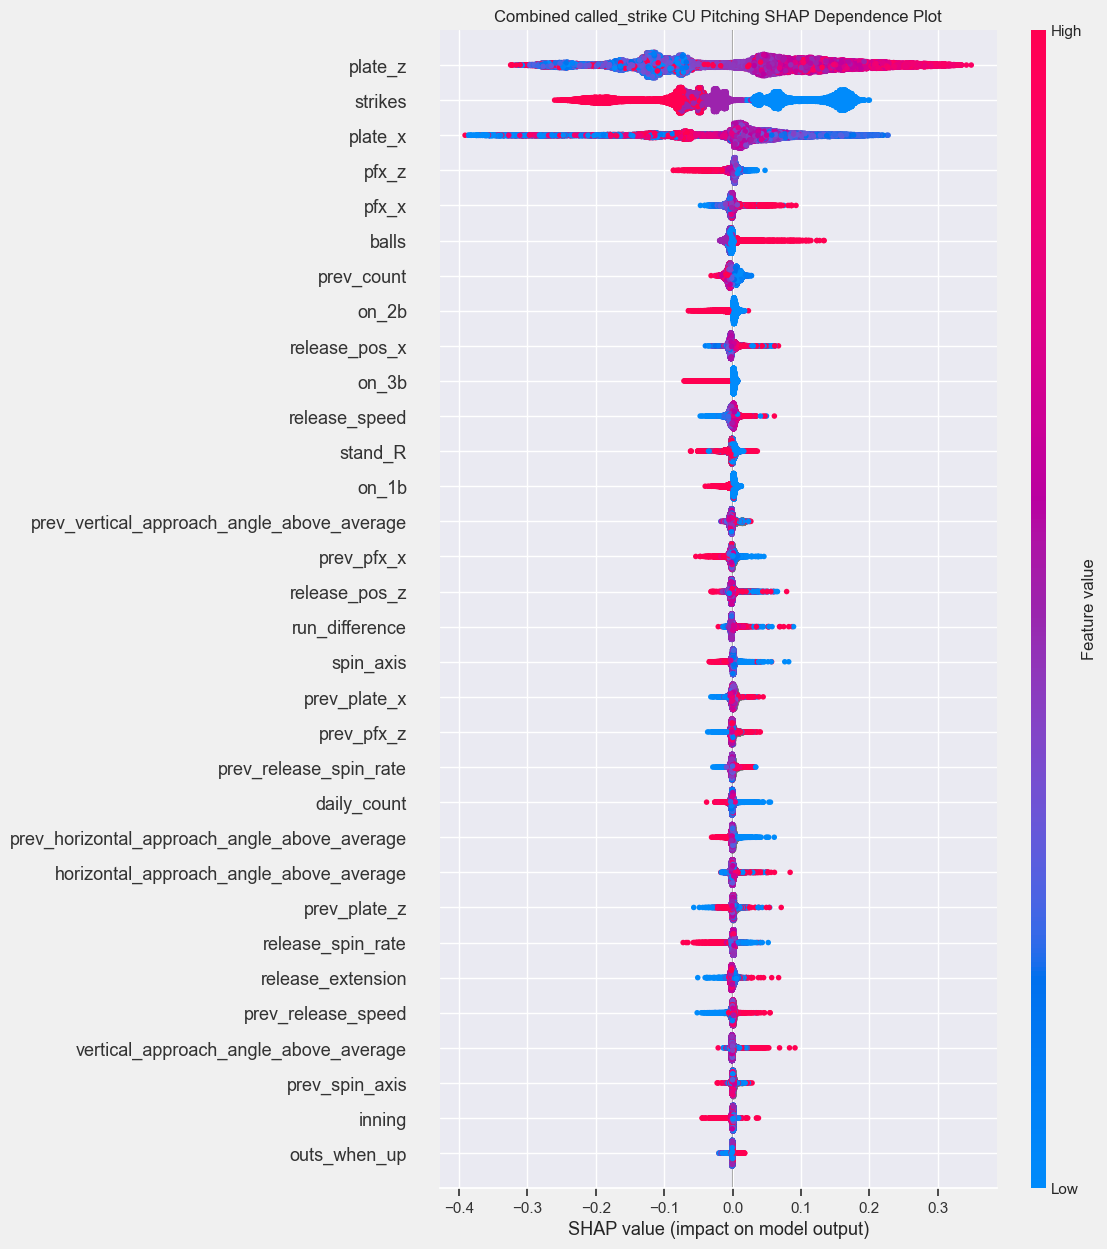 Combined called_strike CU Pitching SHAP Dependence Plot
High
plate_z
strikes
plate_x
pfx_z
pfx_x
balls
prev_count
on_2b
release_pos_x
on_3b
release_speed
stand_R
on_1b
prev_vertical_approach_angle_above_average
prev_pfx_x
release_pos_z
run_difference
spin_axis
prev_plate_x
prev_pfx_z
prev_release_spin_rate
daily_count
prev_horizontal_approach_angle_above_average
horizontal_approach_angle_above_average
prev_plate_z
release_spin_rate
release_extension
prev_release_speed
vertical_approach_angle_above_average
prev_spin_axis
inning
outs_when_up
Feature value
Low
−0.4 −0.3 −0.2 −0.1 0.0 0.1 0.2 0.3
SHAP value (impact on model output)